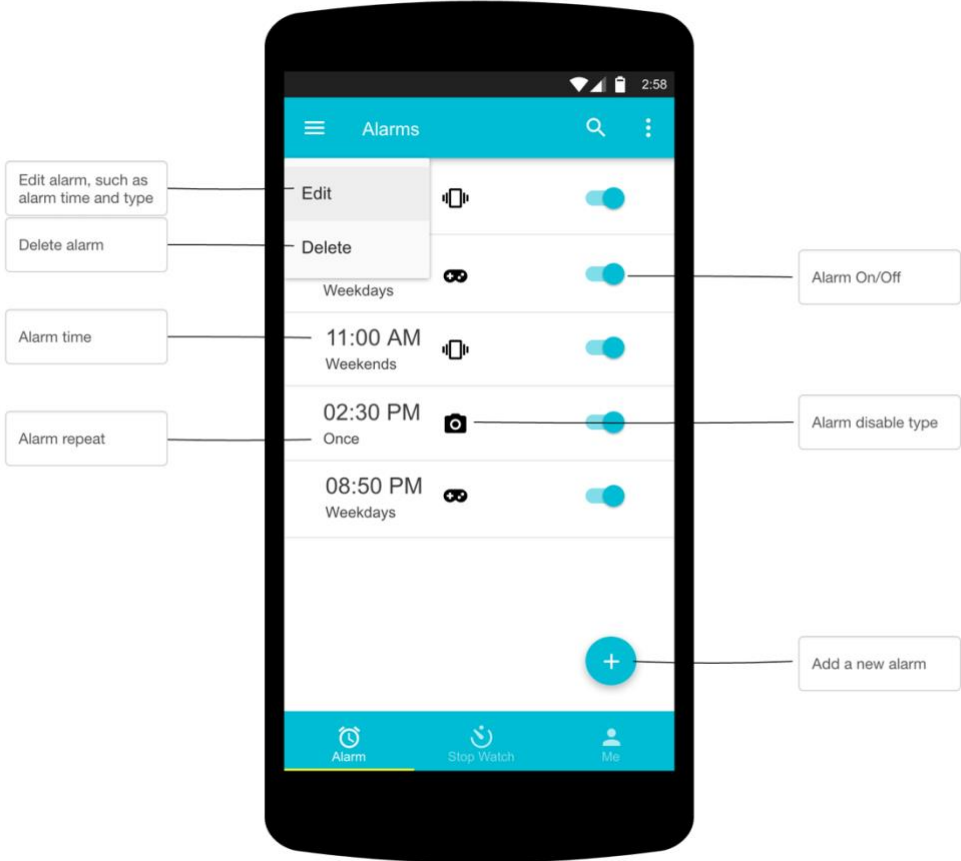 2:58
Alarms
Edit alarm, such as
alarm time and type
Edit
Delete alarm
Delete
Weekdays
Alarm On/Off
Alarm time
11:00 AM
Weekends
02:30 PM
Once
Alarm disable type
Alarm repeat
08:50 PM
Weekdays
Add a new alarm
Alarm
Stop Watch
Me